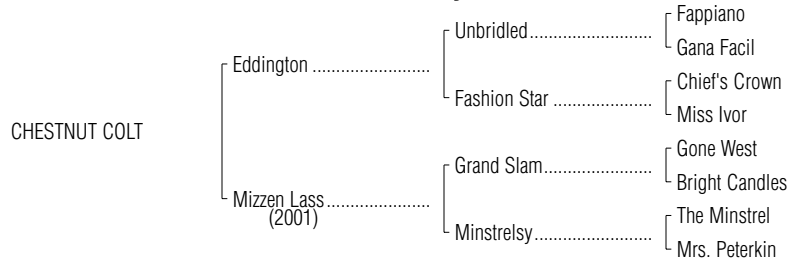 Fappiano
Unbridled..............................
Gana Facil
Eddington .............................
Chief's Crown
Fashion Star ........................
Miss Ivor
CHESTNUT COLT
Gone West
Grand Slam...........................
Bright Candles
Mizzen Lass.........................
(2001)
The Minstrel
Minstrelsy.............................
Mrs. Peterkin